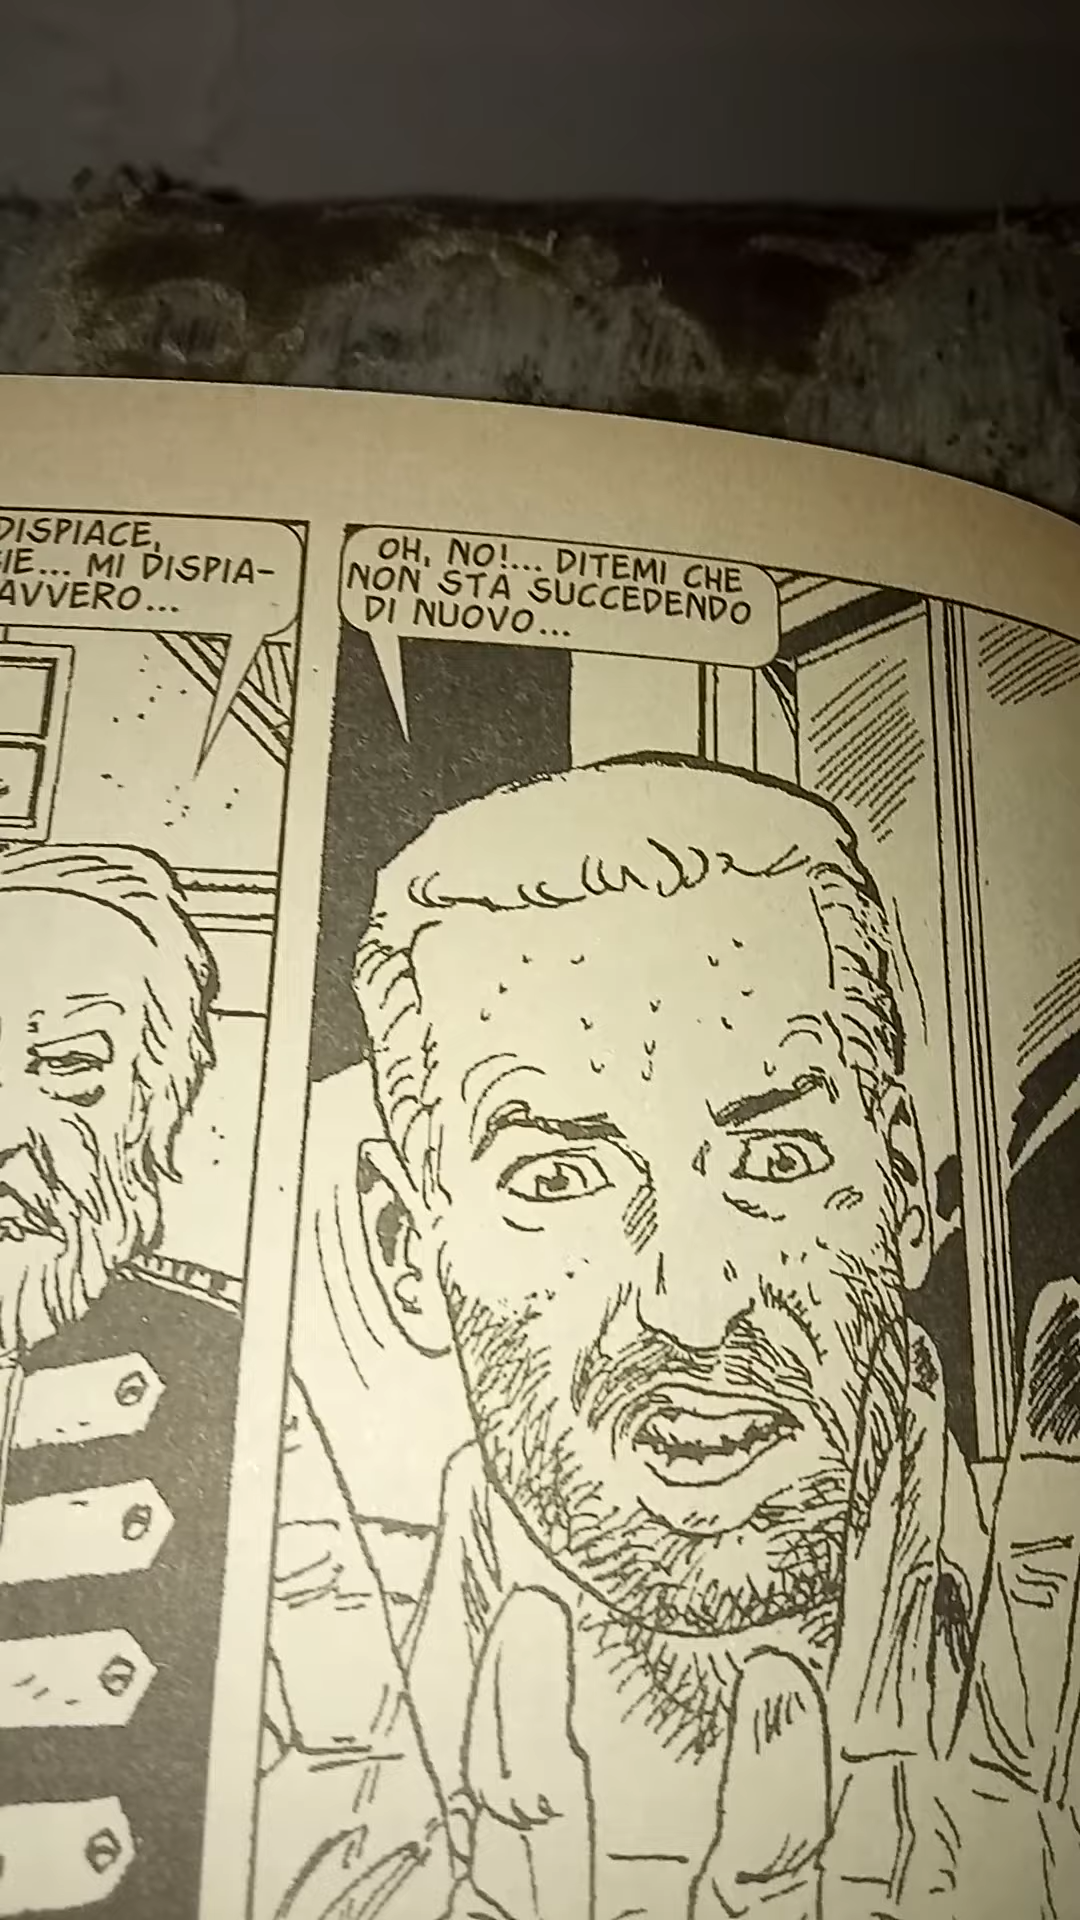 DISPIACE,
MI DISPIA-
AVVERO...
OH, NO!... DITEMI CHE
NON STA SUCCEDENDO
DI NUOVO...